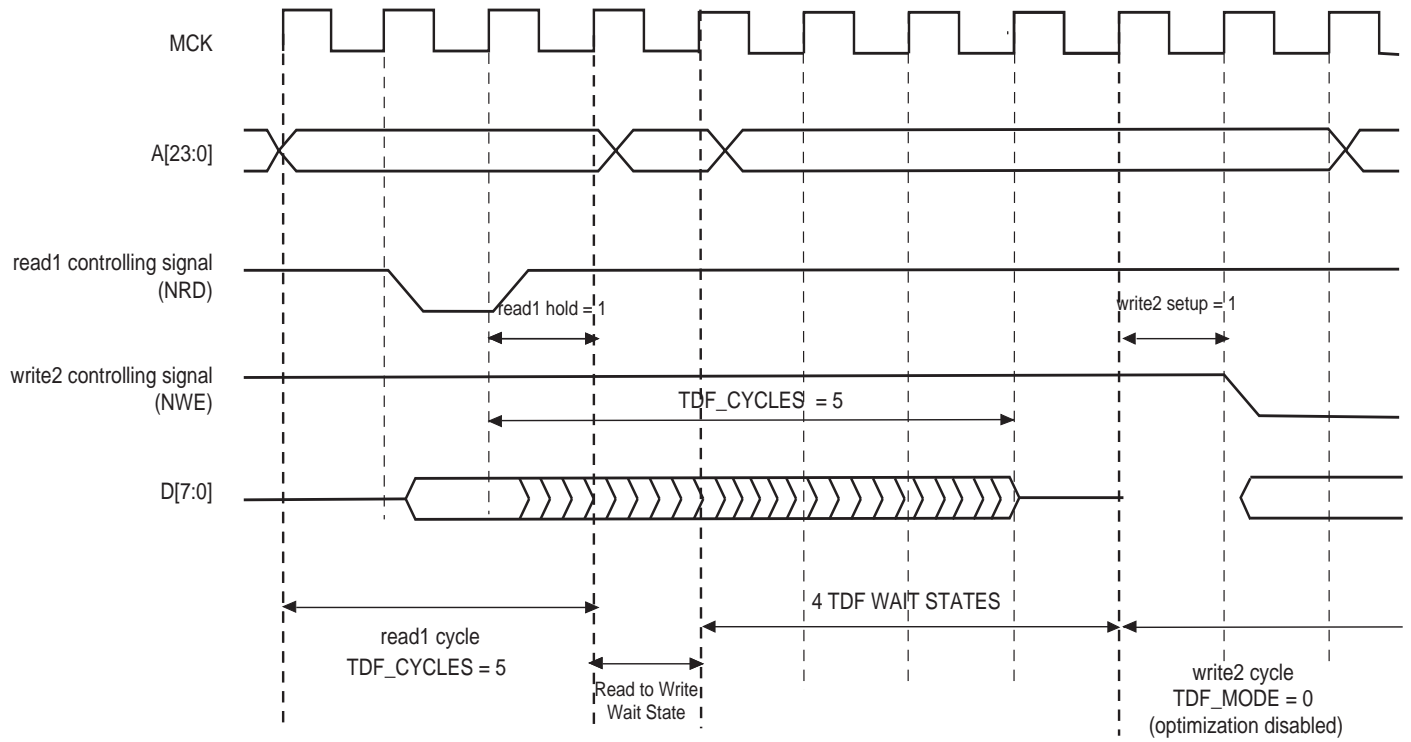 MCK
A[23:0]
read1 controlling signal
(NRD)
read1 hold = 1
write2 setup = 1
write2 controlling signal
(NWE)
TDF_CYCLES = 5
D[7:0]
4 TDF WAIT STATES
read1 cycle
TDF_CYCLES = 5
Read to Write
Wait State
write2 cycle
TDF_MODE = 0
(optimization disabled)